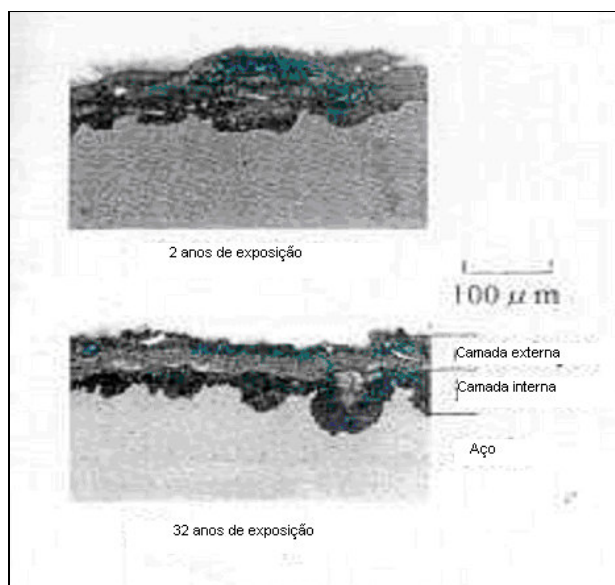 2 anos de exposição
100 μm
Camada externa
Camada interna
Aço
32 anos de exposição